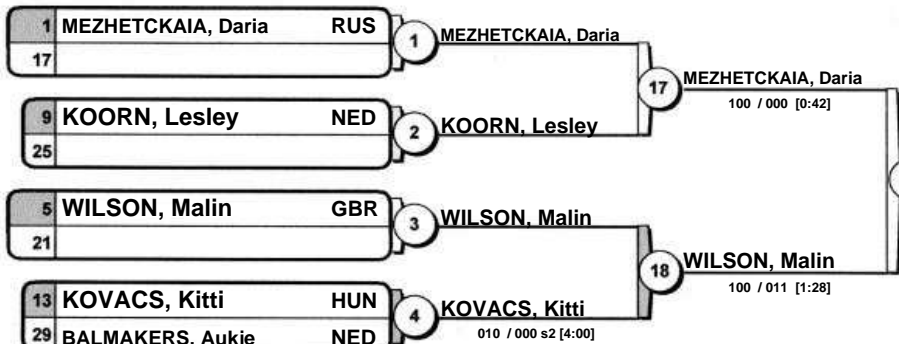 1 MEZHETCKAIA, Daria RUS
17
1 MEZHETCKAIA, Daria
17 MEZHETCKAIA, Daria
100 / 000 [0:42]
9 KOORN, Lesley NED
25
2 KOORN, Lesley
5 WILSON, Malin GBR
21
3 WILSON, Malin
18 WILSON, Malin
100 / 011 [1:28]
13 KOVACS, Kitti HUN
29 BALMAKERS, Aukje NED
4 KOVACS, Kitti
010 / 000 s2 [4:00]